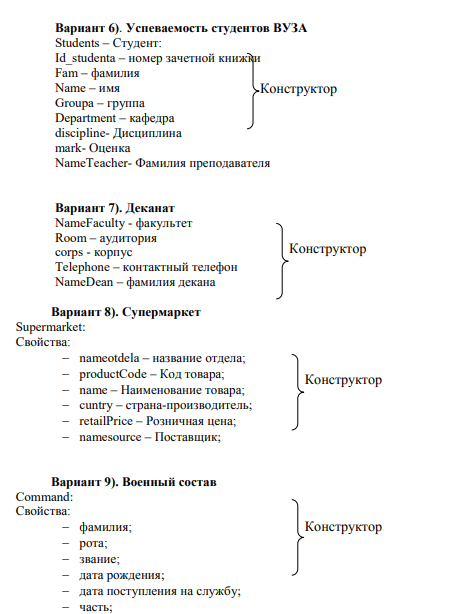 Вариант 6). Успеваемость студентов ВУЗА
Students – Студент:
Id_studenta – номер зачетной книжки
Fam – фамилия
Name – имя
Конструктор
Groupa – группа
Department – кафедра
discipline- Дисциплина
mark- Оценка
NameTeacher- Фамилия преподавателя
Вариант 7). Деканат
NameFaculty - факультет
Room – аудитория
corps - корпус
Конструктор
Telephone – контактный телефон
NameDean – фамилия декана
Вариант 8). Супермаркет
Supermarket:
Свойства:
– nameotdela – название отдела;
– productCode – Код товара;
Конструктор
– name – Наименование товара;
– cuntry – страна-производитель;
– retailPrice – Розничная цена;
– namesource – Поставщик;
Вариант 9). Военный состав
Command:
Свойства:
– фамилия;
Конструктор
– рота;
– звание;
– дата рождения;
– дата поступления на службу;
– часть;